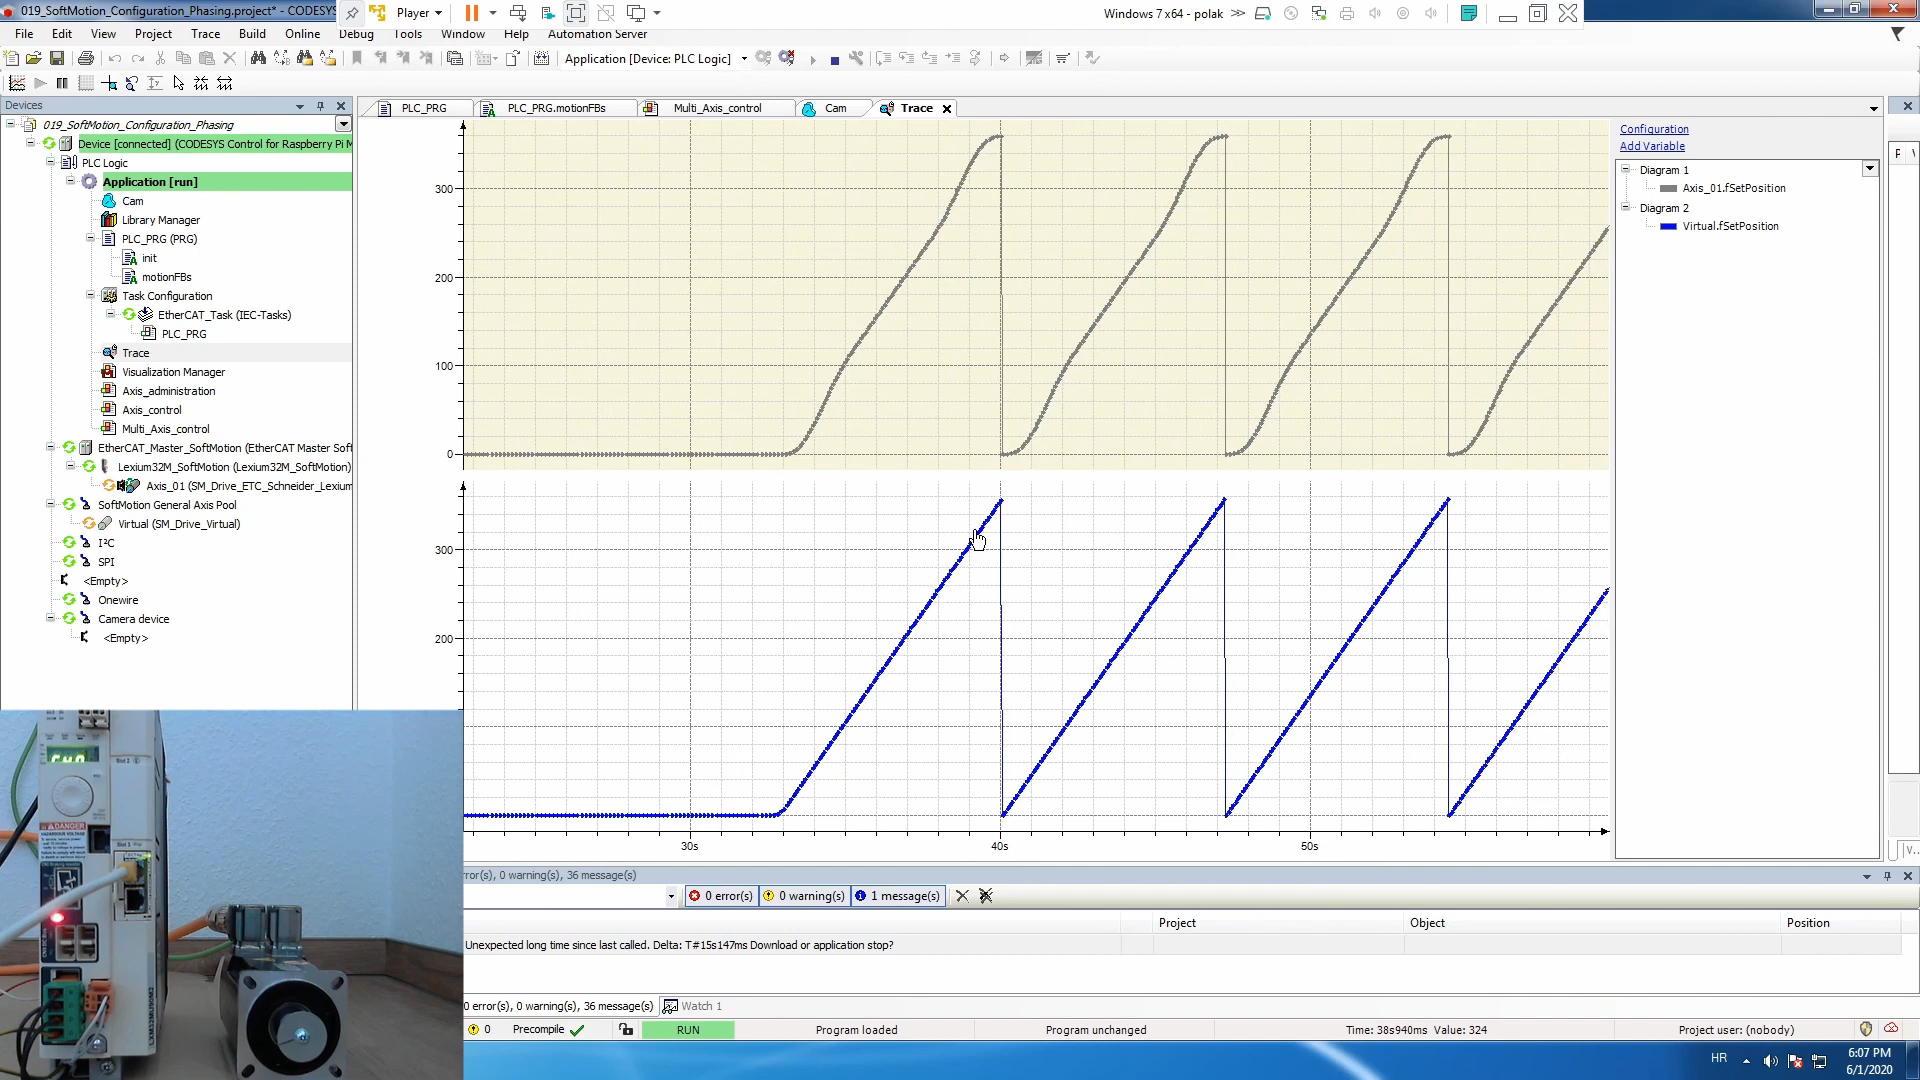 019_SoftMotion_Configuration_Phasing.project* - CODESYS
Player
Windows 7 x64 - polak
File Edit View Project Trace Build Online Debug Tools Window Help Automation Server
Application [Device: PLC Logic]
Devices
PLC_PRG
PLC_PRG.motionFBs
Multi_Axis_control
Cam
Trace
019_SoftMotion_Configuration_Phasing
Device [connected] (CODESYS Control for Raspberry Pi M
PLC Logic
Application [run]
Cam
Library Manager
PLC_PRG (PRG)
init
motionFBs
Task Configuration
EtherCAT_Task (IEC-Tasks)
PLC_PRG
Trace
Visualization Manager
Axis_administration
Axis_control
Multi_Axis_control
EtherCAT_Master_SoftMotion (EtherCAT Master Soft
Lexium32M_SoftMotion (Lexium32M_SoftMotion)
Axis_01 (SM_Drive_ETC_Schneider_Lexium
SoftMotion General Axis Pool
Virtual (SM_Drive_Virtual)
I²C
SPI
<Empty>
Onewire
Camera device
<Empty>
300
200
100
0
300
200
30s
40s
50s
Configuration
Add Variable
Diagram 1
Axis_01.fSetPosition
Diagram 2
Virtual.fSetPosition
DANGER
ror(s), 0 warning(s), 36 message(s)
0 error(s)
0 warning(s)
1 message(s)
Project
Object
Position
Unexpected long time since last called. Delta: T#15s147ms Download or application stop?
0 error(s), 0 warning(s), 36 message(s)
Watch 1
0
Precompile
RUN
Program loaded
Program unchanged
Time: 38s940ms Value: 324
Project user: (nobody)
HR
6:07 PM
6/1/2020